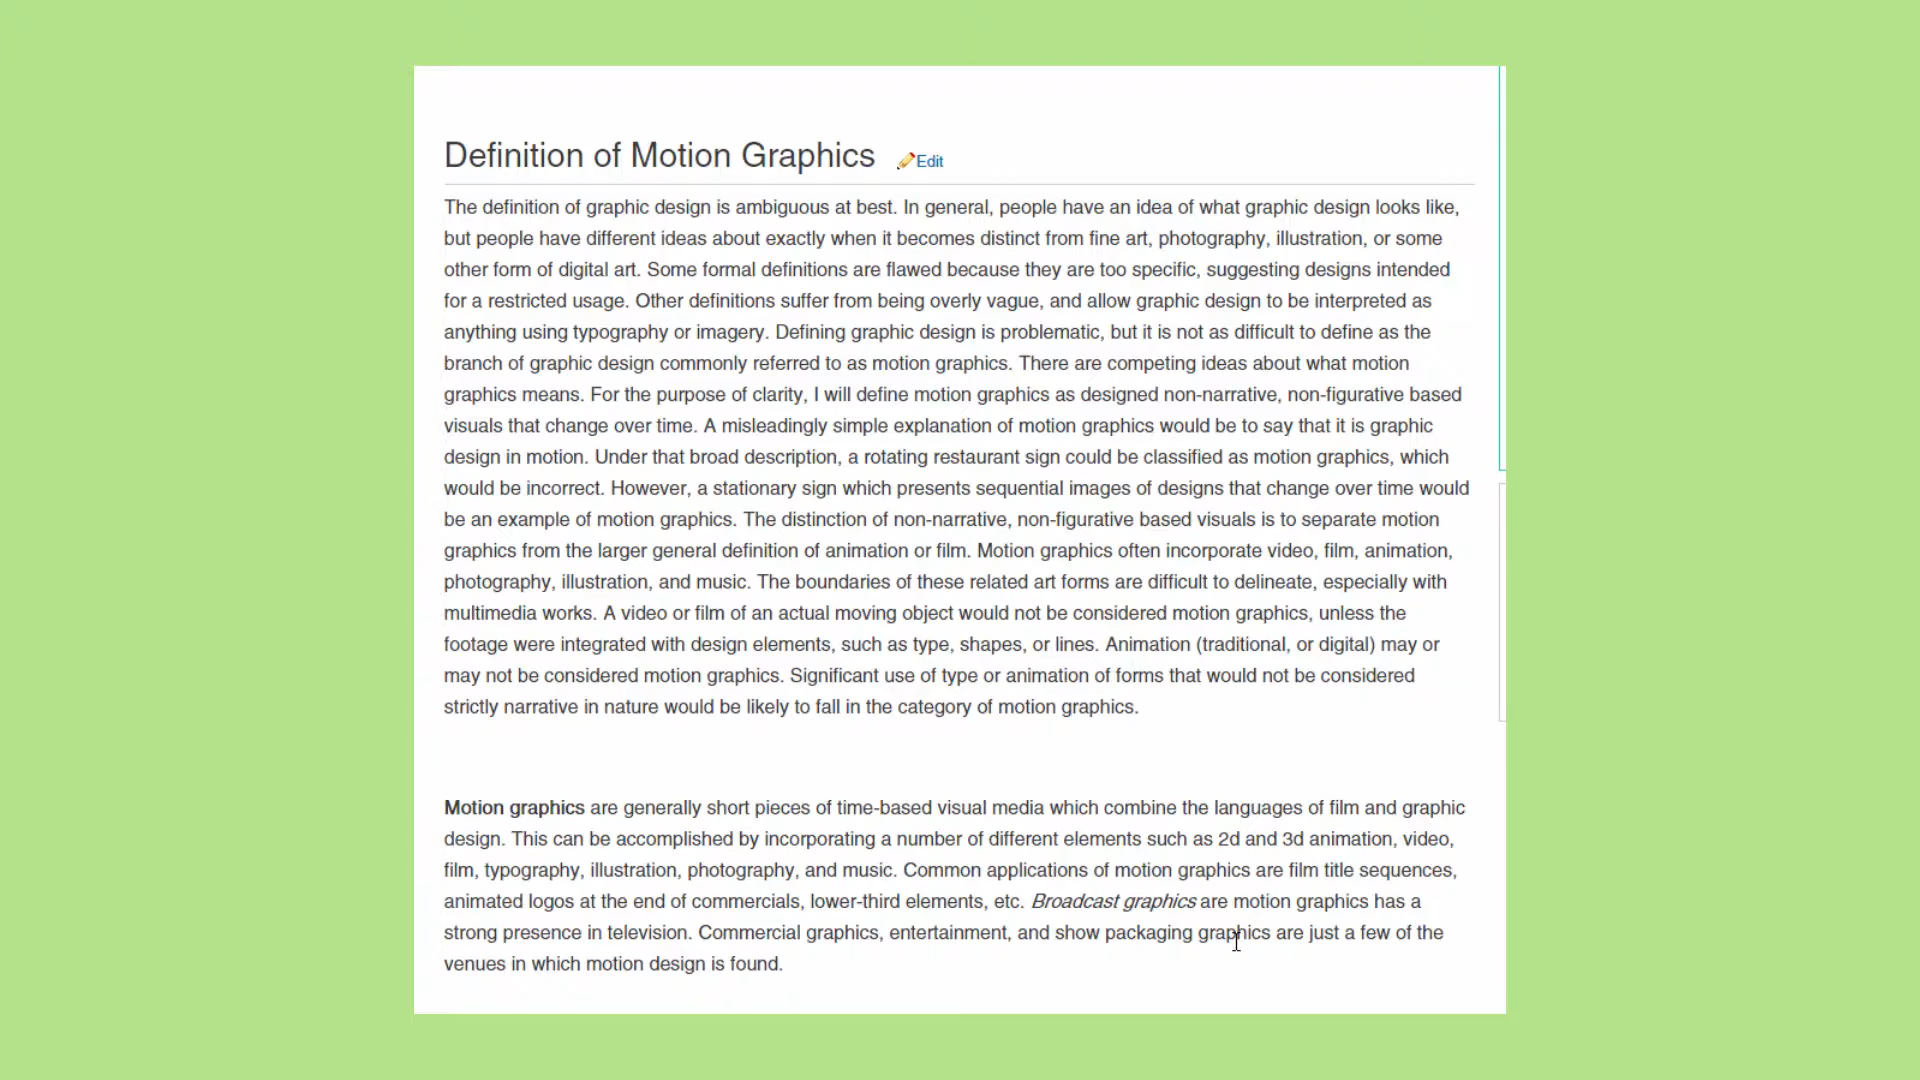 Definition of Motion Graphics Edit
The definition of graphic design is ambiguous at best. In general, people have an idea of what graphic design looks like,
but people have different ideas about exactly when it becomes distinct from fine art, photography, illustration, or some
other form of digital art. Some formal definitions are flawed because they are too specific, suggesting designs intended
for a restricted usage. Other definitions suffer from being overly vague, and allow graphic design to be interpreted as
anything using typography or imagery. Defining graphic design is problematic, but it is not as difficult to define as the
branch of graphic design commonly referred to as motion graphics. There are competing ideas about what motion
graphics means. For the purpose of clarity, I will define motion graphics as designed non-narrative, non-figurative based
visuals that change over time. A misleadingly simple explanation of motion graphics would be to say that it is graphic
design in motion. Under that broad description, a rotating restaurant sign could be classified as motion graphics, which
would be incorrect. However, a stationary sign which presents sequential images of designs that change over time would
be an example of motion graphics. The distinction of non-narrative, non-figurative based visuals is to separate motion
graphics from the larger general definition of animation or film. Motion graphics often incorporate video, film, animation,
photography, illustration, and music. The boundaries of these related art forms are difficult to delineate, especially with
multimedia works. A video or film of an actual moving object would not be considered motion graphics, unless the
footage were integrated with design elements, such as type, shapes, or lines. Animation (traditional, or digital) may or
may not be considered motion graphics. Significant use of type or animation of forms that would not be considered
strictly narrative in nature would be likely to fall in the category of motion graphics.
Motion graphics are generally short pieces of time-based visual media which combine the languages of film and graphic
design. This can be accomplished by incorporating a number of different elements such as 2d and 3d animation, video,
film, typography, illustration, photography, and music. Common applications of motion graphics are film title sequences,
animated logos at the end of commercials, lower-third elements, etc. Broadcast graphics are motion graphics has a
strong presence in television. Commercial graphics, entertainment, and show packaging graphics are just a few of the
venues in which motion design is found.